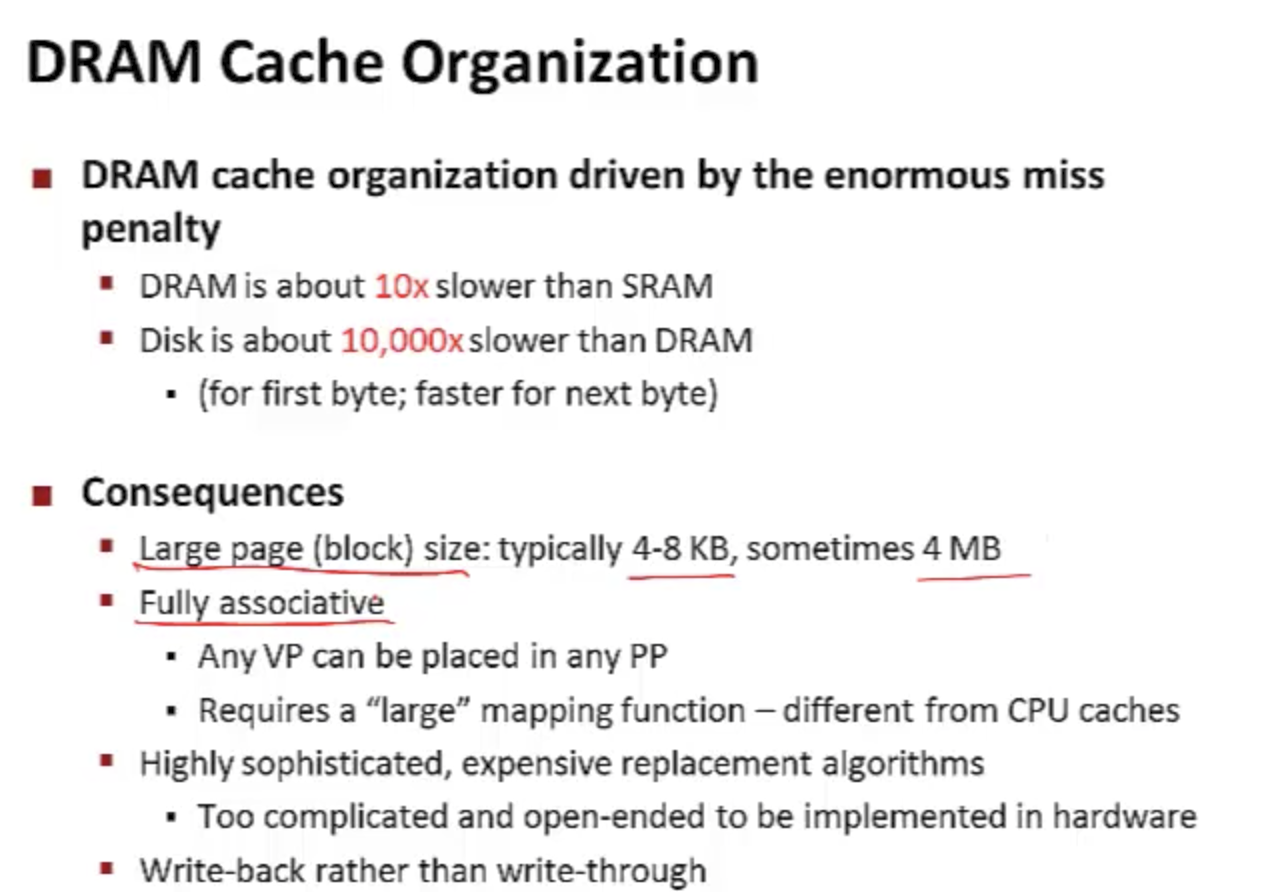 DRAM Cache Organization
DRAM cache organization driven by the enormous miss
penalty
DRAM is about 10x slower than SRAM
Disk is about 10,000x slower than DRAM
(for first byte; faster for next byte)
Consequences
Large page (block) size: typically 4-8 KB, sometimes 4 MB
Fully associative
Any VP can be placed in any PP
Requires a “large” mapping function – different from CPU caches
Highly sophisticated, expensive replacement algorithms
Too complicated and open-ended to be implemented in hardware
Write-back rather than write-through